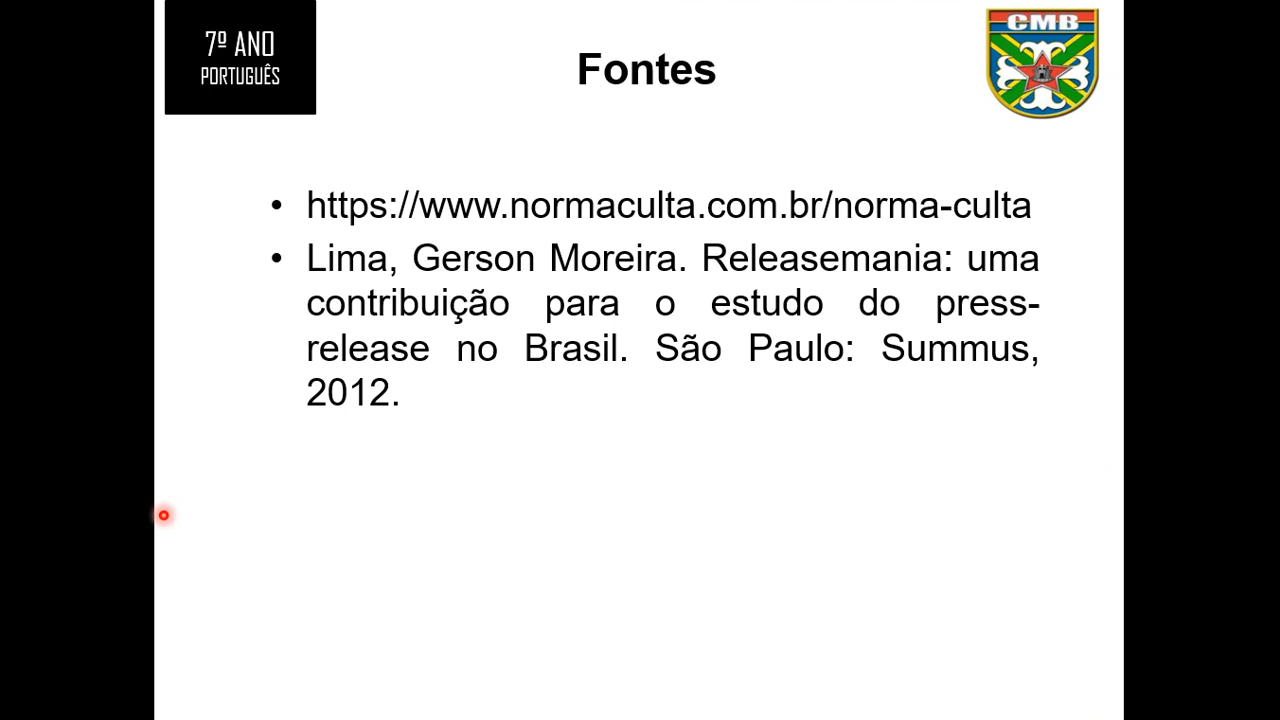 7º ANO
PORTUGUÊS
Fontes
CMB
• https://www.normaculta.com.br/norma-culta
• Lima, Gerson Moreira. Releasemania: uma
contribuição para o estudo do press-
release no Brasil. São Paulo: Summus,
2012.